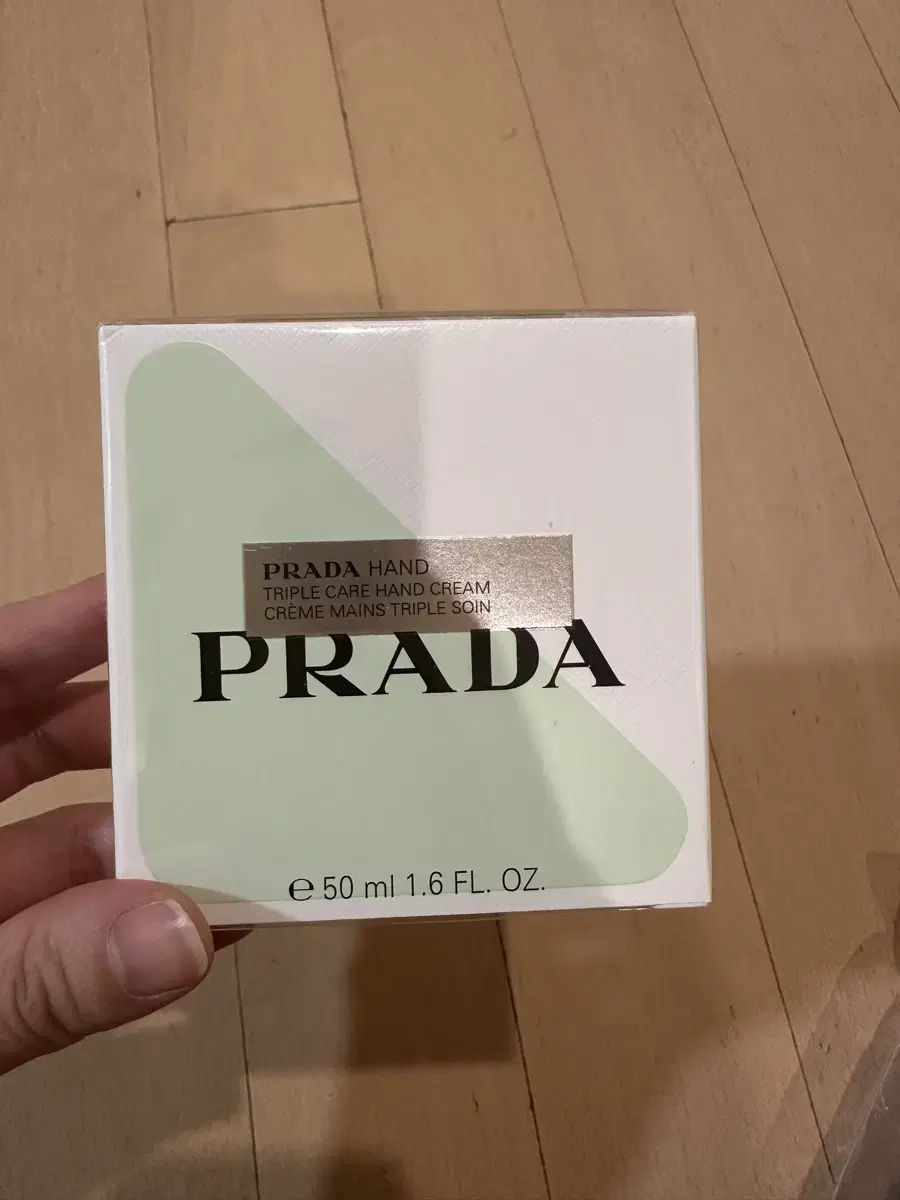 PRADA HAND
TRIPLE CARE HAND CREAM
CRÈME MAINS TRIPLE SOIN
PRADA
℮ 50 ml 1.6 FL. OZ.